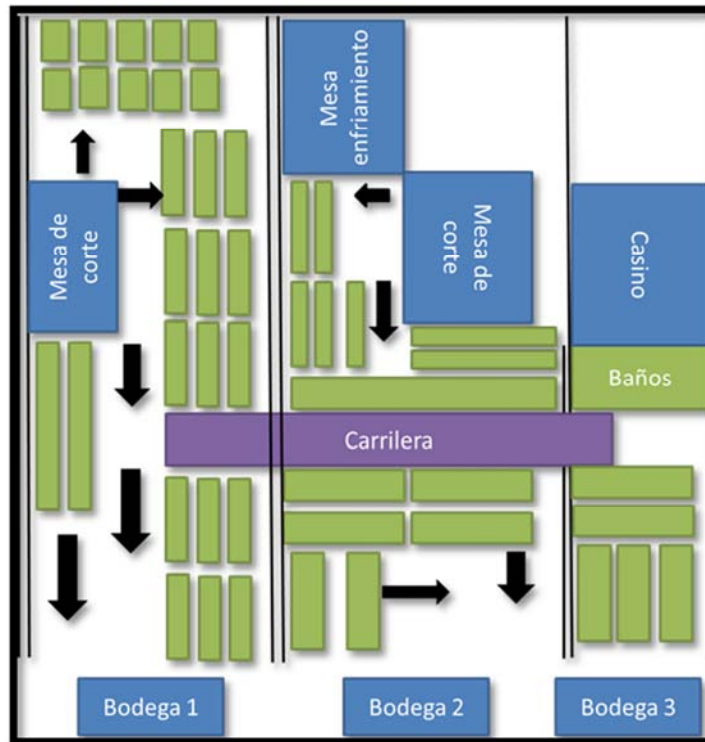 Mesa
enfriamiento
Mesa de
corte
Mesa de
corte
Casino
Baños
Carrilera
Bodega 1
Bodega 2
Bodega 3